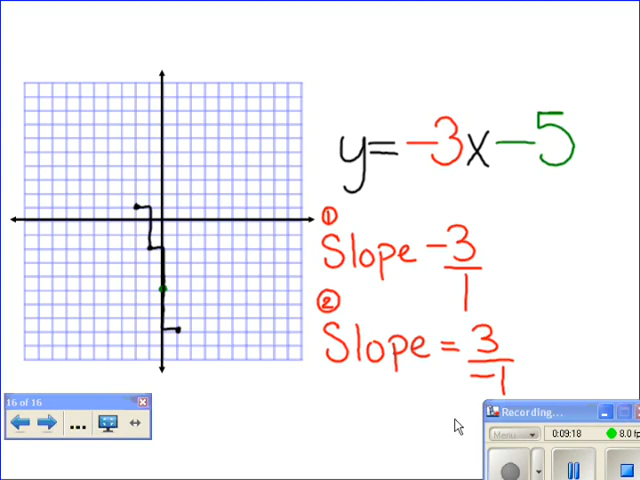 y = -3x - 5
①
Slope -3/1
②
Slope = 3/-1
16 of 16
...
Recording...
Menu
0:09:18
8.0 fp